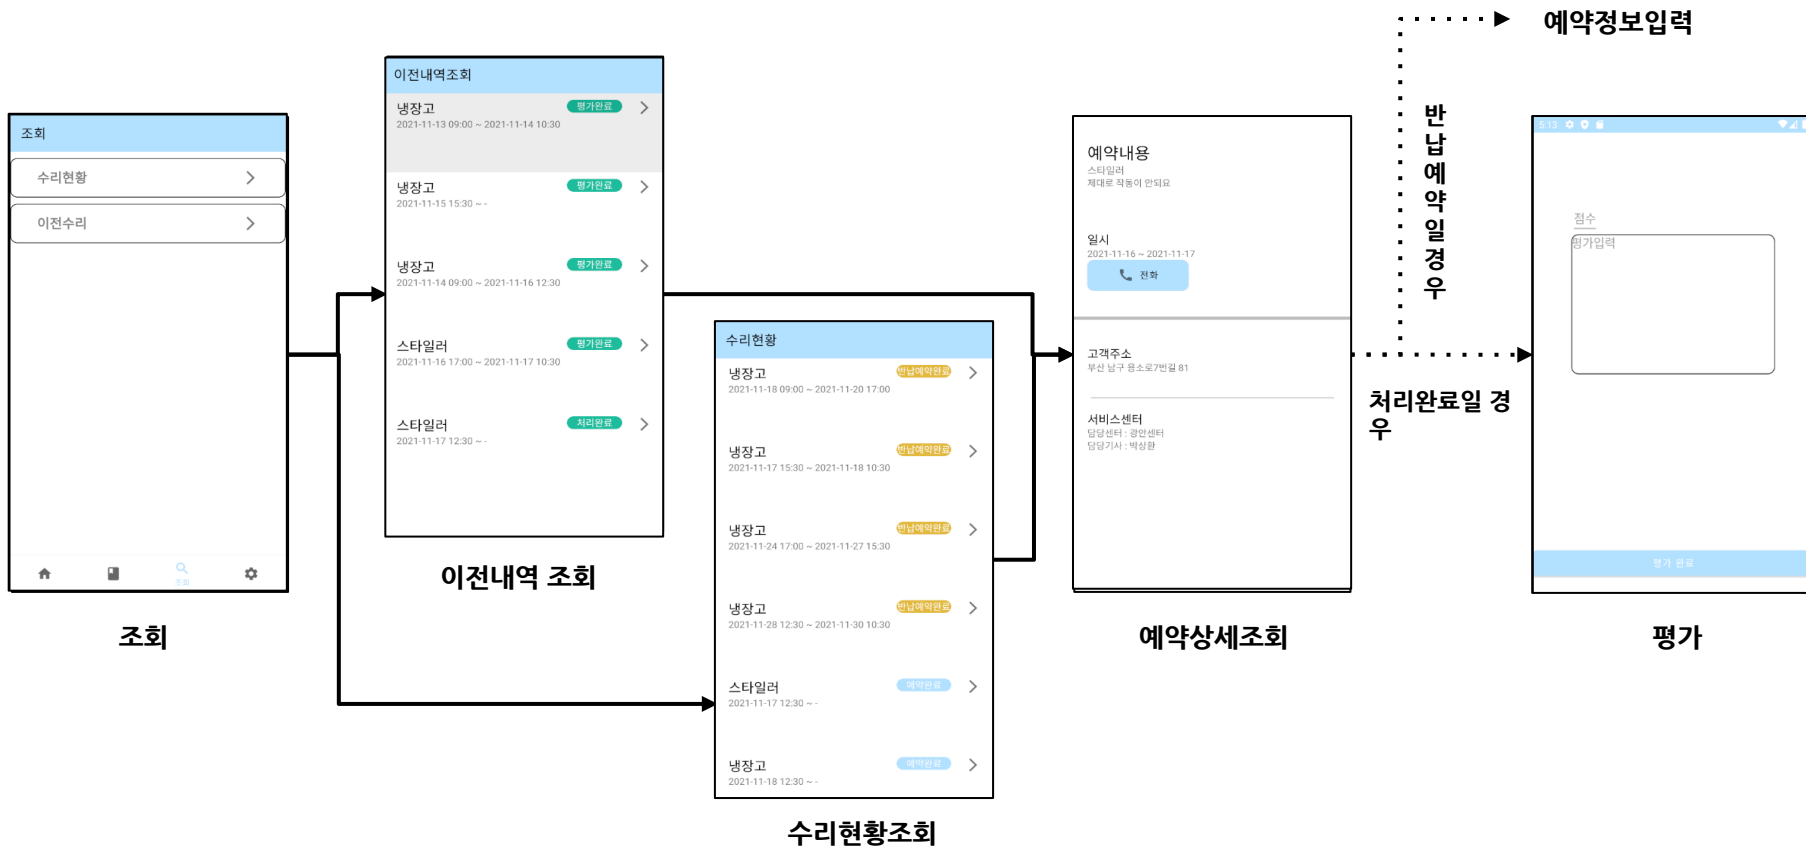 조회
수리현황
이전수리
조회
조회
이전내역조회
냉장고
평가완료
2021-11-13 09:00 ~ 2021-11-14 10:30
냉장고
평가완료
2021-11-15 15:30 ~ -
냉장고
평가완료
2021-11-14 09:00 ~ 2021-11-16 12:30
스타일러
평가완료
2021-11-16 17:00 ~ 2021-11-17 10:30
스타일러
처리완료
2021-11-17 12:30 ~ -
이전내역 조회
수리현황
냉장고
반납예약완료
2021-11-18 09:00 ~ 2021-11-20 17:00
냉장고
반납예약완료
2021-11-17 15:30 ~ 2021-11-18 10:30
냉장고
반납예약완료
2021-11-24 17:00 ~ 2021-11-27 15:30
냉장고
반납예약완료
2021-11-28 12:30 ~ 2021-11-30 10:30
스타일러
예약완료
2021-11-17 12:30 ~ -
냉장고
예약완료
2021-11-18 12:30 ~ -
수리현황조회
예약내용
스타일러
제대로 작동이 안되요
일시
2021-11-16 ~ 2021-11-17
전화
고객주소
부산 남구 용소로7번길 81
서비스센터
담당센터 : 광안센터
담당기사 : 박상환
예약상세조회
예약정보입력
반납예약일경우
처리완료일 경
우
5:13
점수
평가입력
평가 완료
평가